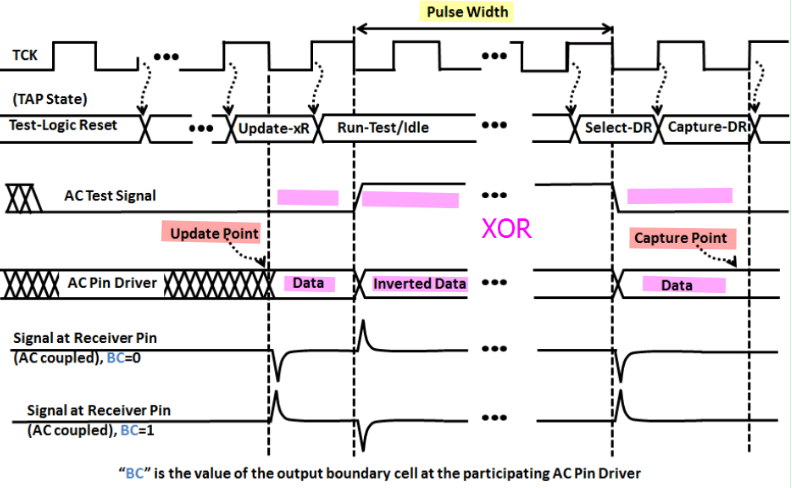 Pulse Width
TCK
(TAP State)
Test-Logic Reset
Update-xR
Run-Test/Idle
Select-DR
Capture-DR
AC Test Signal
XOR
Update Point
Capture Point
AC Pin Driver
Data
Inverted Data
Data
Signal at Receiver Pin
(AC coupled), BC=0
Signal at Receiver Pin
(AC coupled), BC=1
“BC” is the value of the output boundary cell at the participating AC Pin Driver